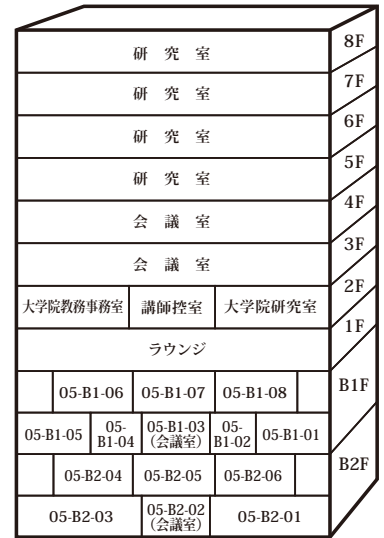 研究室 8F
研究室 7F
研究室 6F
研究室 5F
会議室 4F
会議室 3F
大学院教務事務室 講師控室 大学院研究室 2F
ラウンジ 1F
05-B1-06 05-B1-07 05-B1-08 B1F
05-B1-05 05-B1-04 05-B1-03（会議室） 05-B1-02 05-B1-01
05-B2-04 05-B2-05 05-B2-06 B2F
05-B2-03 05-B2-02（会議室） 05-B2-01